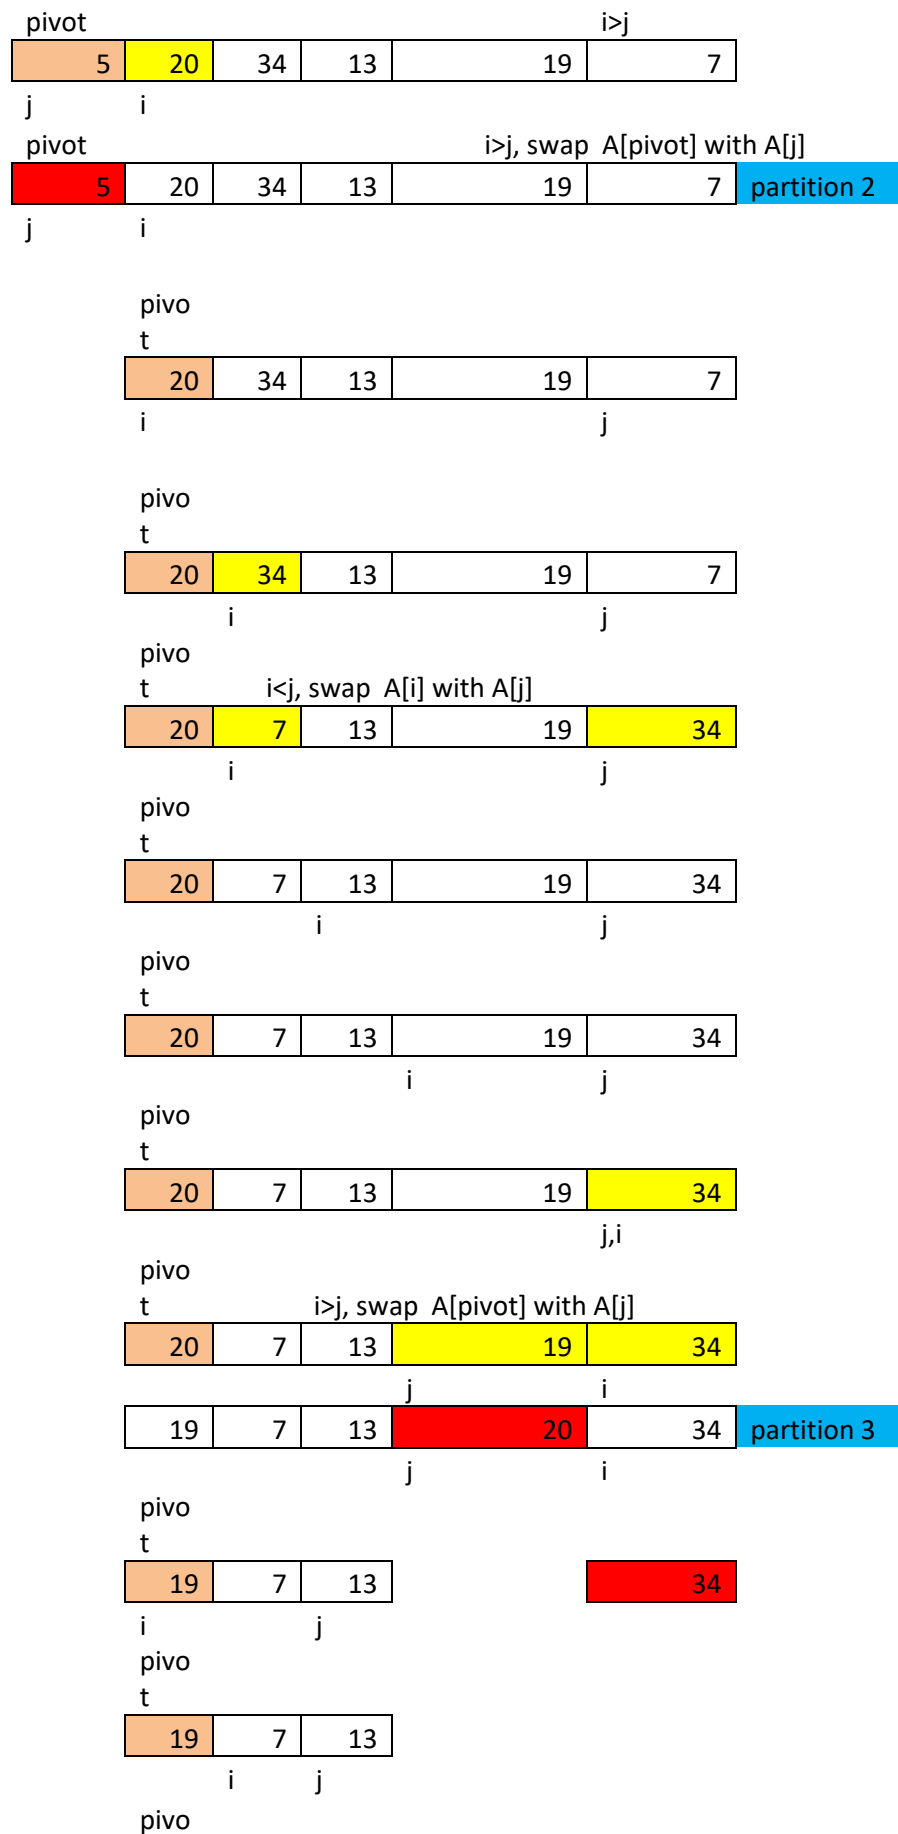 pivot i>j
5 20 34 13 19 7
j i
pivot i>j, swap A[pivot] with A[j]
5 20 34 13 19 7 partition 2
j i
pivo
t
20 34 13 19 7
i j
pivo
t
20 34 13 19 7
i j
pivo
t i<j, swap A[i] with A[j]
20 7 13 19 34
i j
pivo
t
20 7 13 19 34
i j
pivo
t
20 7 13 19 34
i j
pivo
t
20 7 13 19 34
j,i
pivo
t i>j, swap A[pivot] with A[j]
20 7 13 19 34
j i
19 7 13 20 34 partition 3
j i
pivo
t
19 7 13 34
i j
pivo
t
19 7 13
i j
pivo